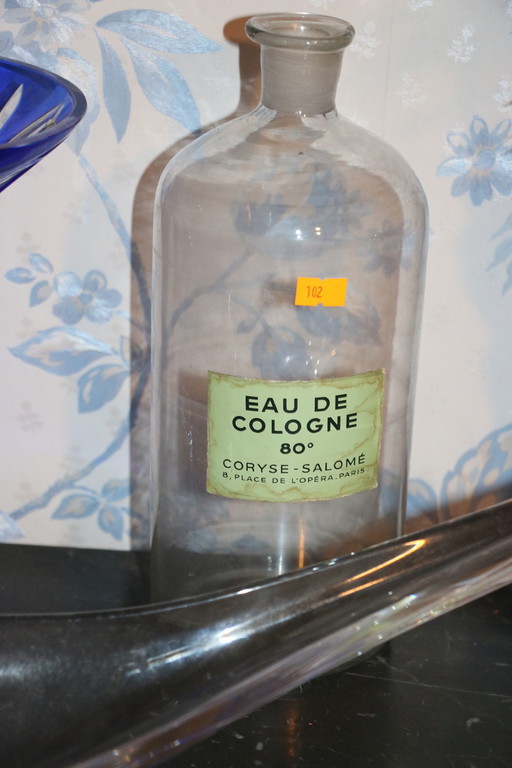 102
EAU DE
COLOGNE
80°
CORYSE-SALOMÉ
8, PLACE DE L'OPÉRA.PARIS